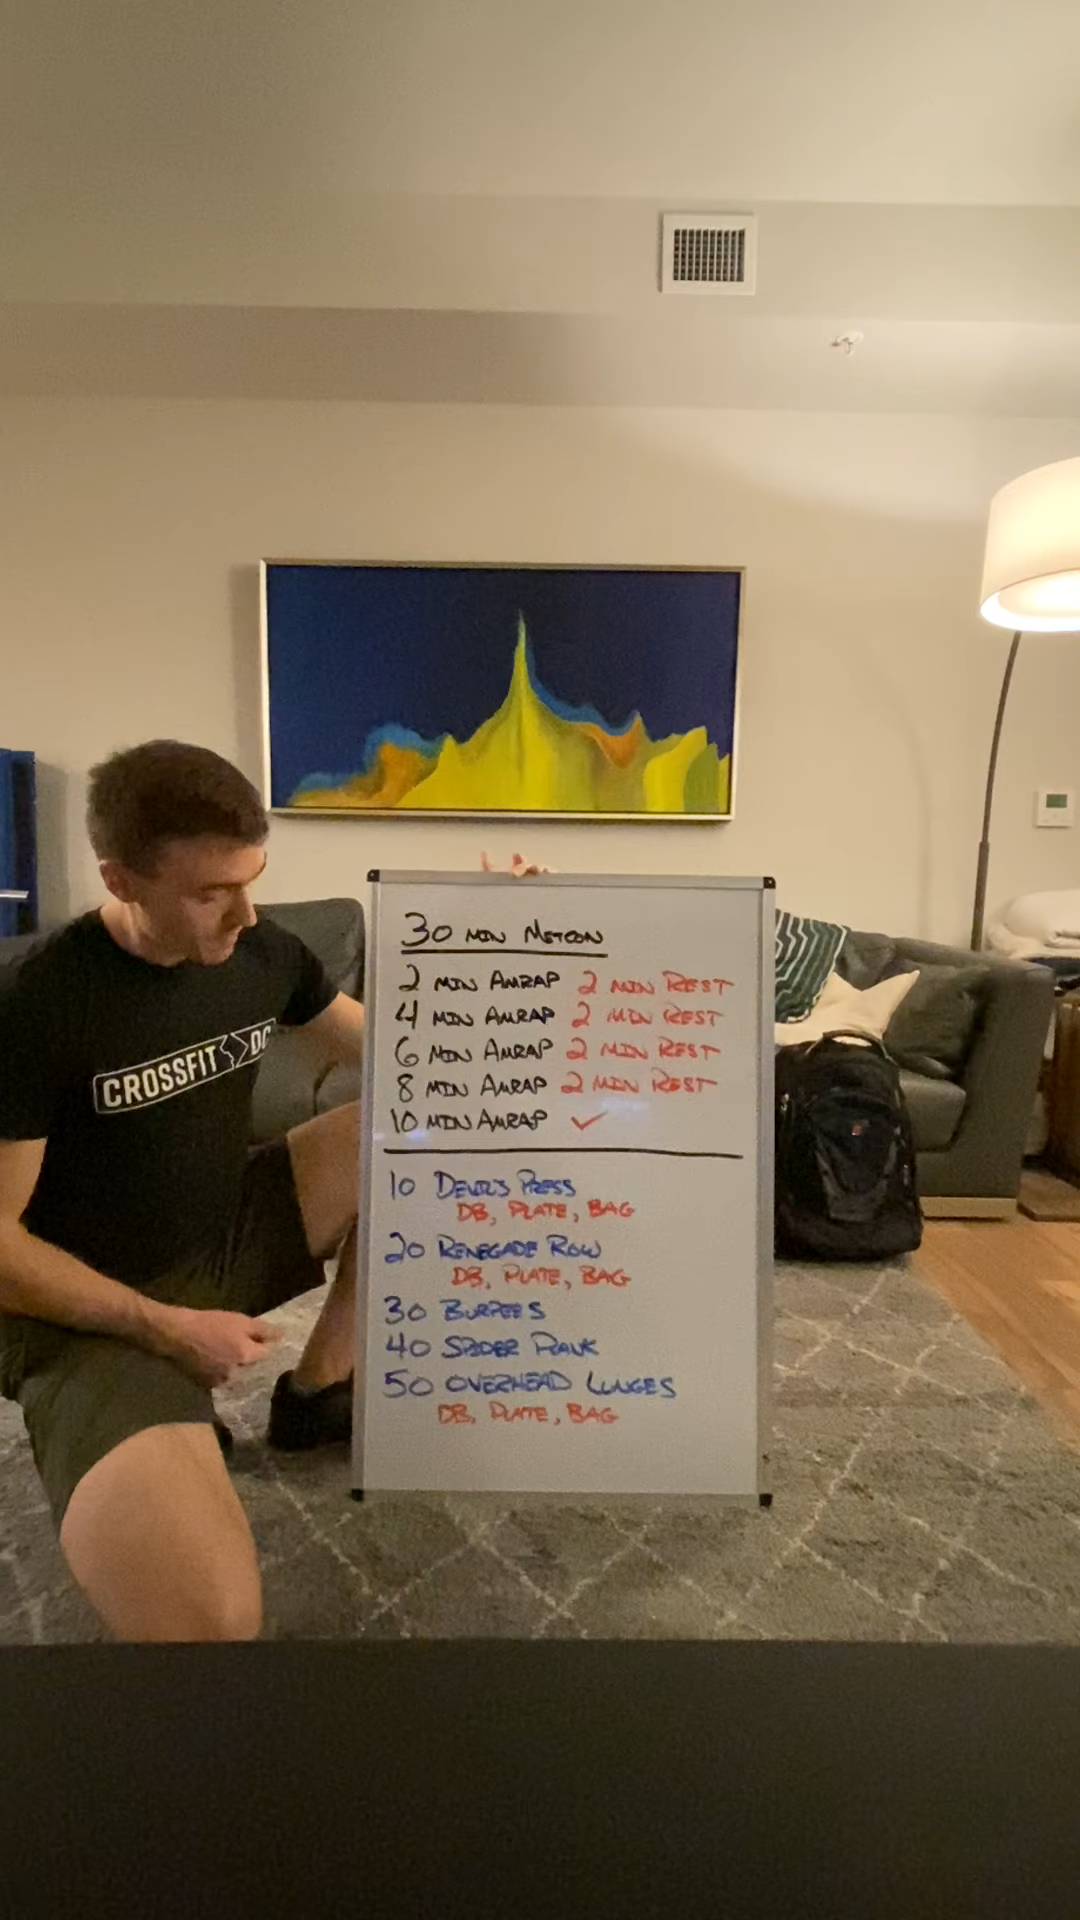 CROSSFIT DC
30 MIN METCON
2 MIN AMRAP 2 MIN REST
4 MIN AMRAP 2 MIN REST
6 MIN AMRAP 2 MIN REST
8 MIN AMRAP 2 MIN REST
10 MIN AMRAP ✓
10 DEVIL'S PRESS
DB, PLATE, BAG
20 RENEGADE ROW
DB, PLATE, BAG
30 BURPEES
40 SPIDER PLANK
50 OVERHEAD LUNGES
DB, PLATE, BAG